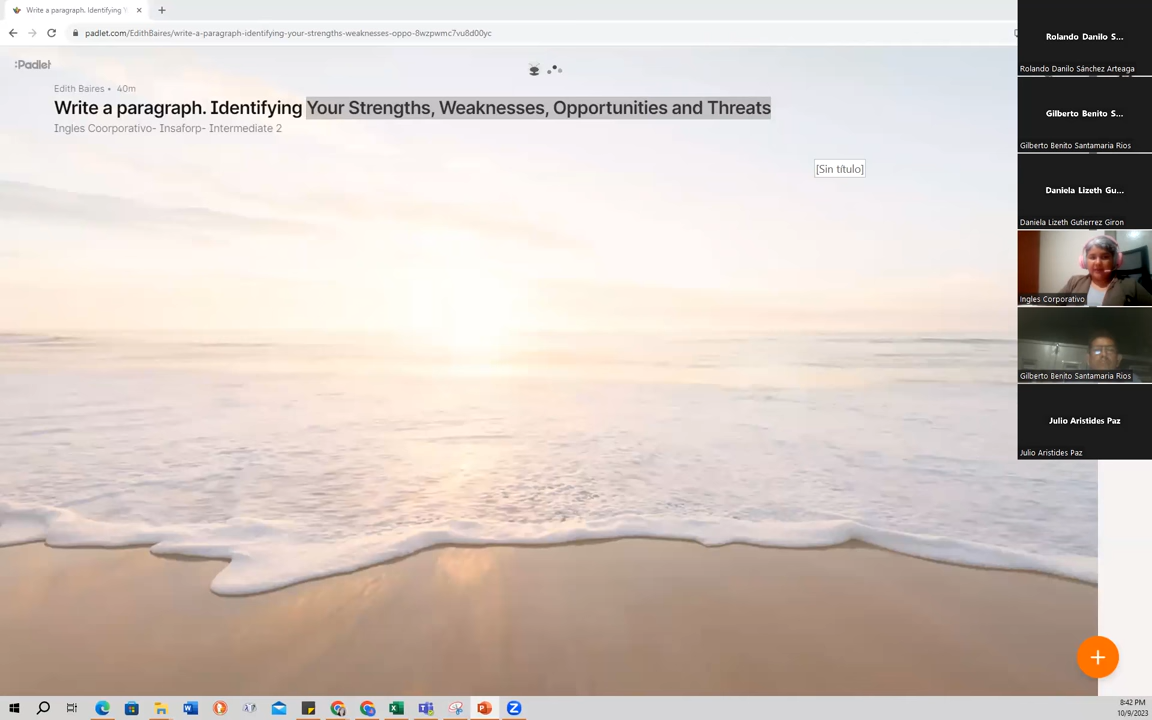 Write a paragraph. Identifying Y
padlet.com/EdithBaires/write-a-paragraph-identifying-your-strengths-weaknesses-oppo-8wzpwmc7vu8d00yc
:Padlet
Edith Baires • 40m
Write a paragraph. Identifying Your Strengths, Weaknesses, Opportunities and Threats
Ingles Coorporativo- Insaforp- Intermediate 2
[Sin título]
Rolando Danilo S...
Rolando Danilo Sánchez Arteaga
Gilberto Benito S...
Gilberto Benito Santamaria Rios
Daniela Lizeth Gu...
Daniela Lizeth Gutierrez Giron
Ingles Corporativo
Gilberto Benito Santamaria Rios
Julio Aristides Paz
Julio Aristides Paz
8:42 PM
10/9/2023